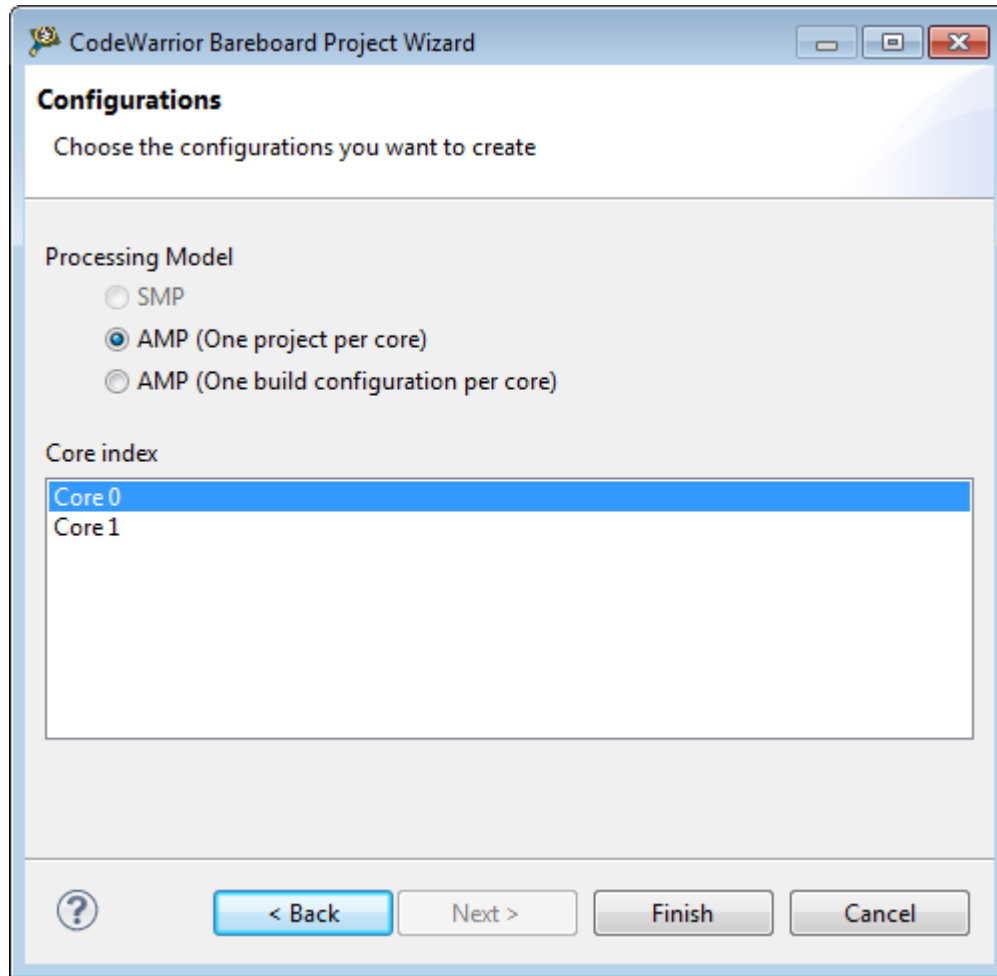 CodeWarrior Bareboard Project Wizard
Configurations
Choose the configurations you want to create
Processing Model
SMP
AMP (One project per core)
AMP (One build configuration per core)
Core index
Core 0
Core 1
? < Back Next > Finish Cancel